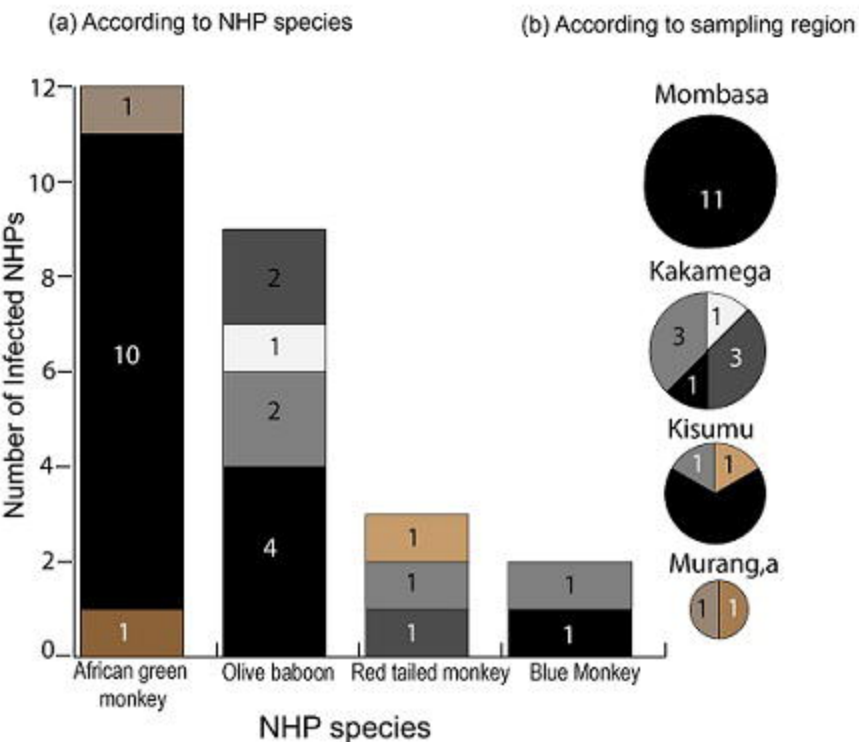 (a) According to NHP species
(b) According to sampling region
Number of Infected NHPs
12
10
8
6
4
2
0
1
10
1
2
1
2
4
1
1
1
1
1
African green
monkey
Olive baboon
Red tailed monkey
Blue Monkey
NHP species
Mombasa
11
Kakamega
3
1
3
1
Kisumu
1
1
Murang,a
1
1